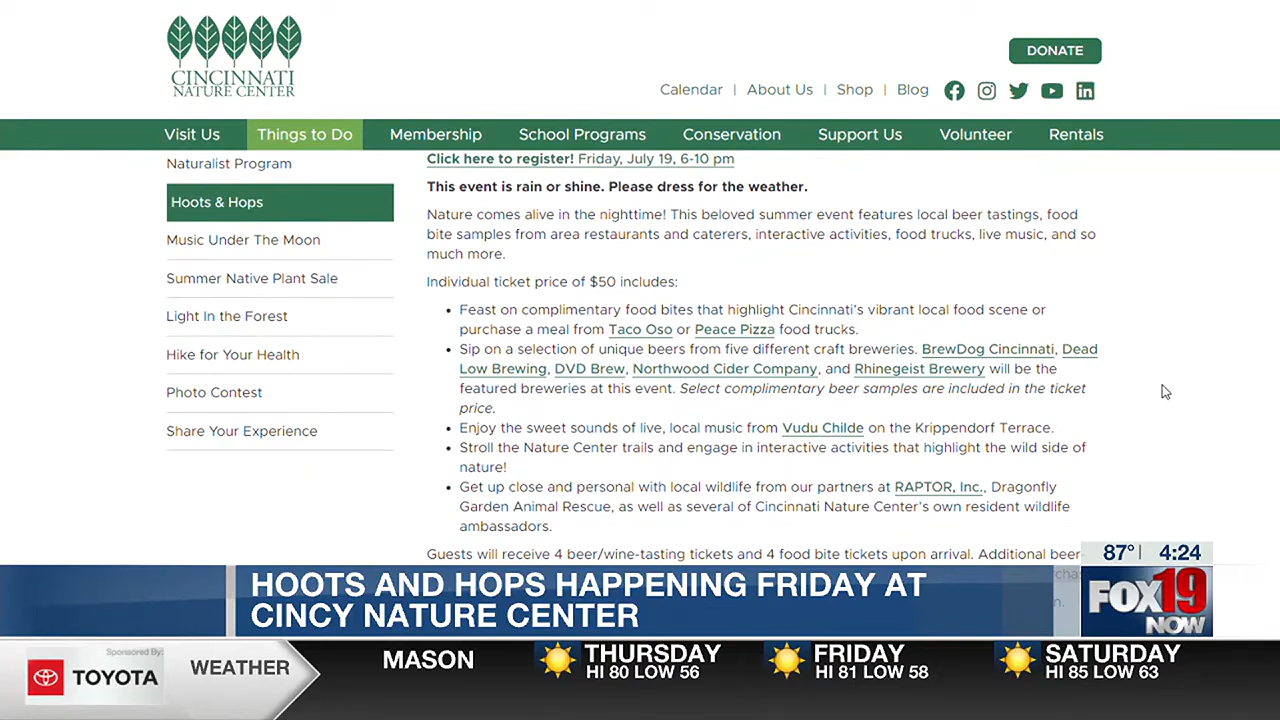 CINCINNATI
NATURE CENTER
DONATE
Calendar | About Us | Shop | Blog
Visit Us Things to Do Membership School Programs Conservation Support Us Volunteer Rentals
Naturalist Program
Hoots & Hops
Music Under The Moon
Summer Native Plant Sale
Light In the Forest
Hike for Your Health
Photo Contest
Share Your Experience
Click here to register! Friday, July 19, 6-10 pm
This event is rain or shine. Please dress for the weather.
Nature comes alive in the nighttime! This beloved summer event features local beer tastings, food
bite samples from area restaurants and caterers, interactive activities, food trucks, live music, and so
much more.
Individual ticket price of $50 includes:
• Feast on complimentary food bites that highlight Cincinnati's vibrant local food scene or
purchase a meal from Taco Oso or Peace Pizza food trucks.
• Sip on a selection of unique beers from five different craft breweries. BrewDog Cincinnati, Dead
Low Brewing, DVD Brew, Northwood Cider Company, and Rhinegeist Brewery will be the
featured breweries at this event. Select complimentary beer samples are included in the ticket
price.
• Enjoy the sweet sounds of live, local music from Vudu Childe on the Krippendorf Terrace.
• Stroll the Nature Center trails and engage in interactive activities that highlight the wild side of
nature!
• Get up close and personal with local wildlife from our partners at RAPTOR, Inc., Dragonfly
Garden Animal Rescue, as well as several of Cincinnati Nature Center's own resident wildlife
ambassadors.
Guests will receive 4 beer/wine-tasting tickets and 4 food bite tickets upon arrival. Additional beer
87° | 4:24
HOOTS AND HOPS HAPPENING FRIDAY AT
CINCY NATURE CENTER
FOX19
NOW
Sponsored By:
TOYOTA
WEATHER
MASON
THURSDAY
HI 80 LOW 56
FRIDAY
HI 81 LOW 58
SATURDAY
HI 85 LOW 63